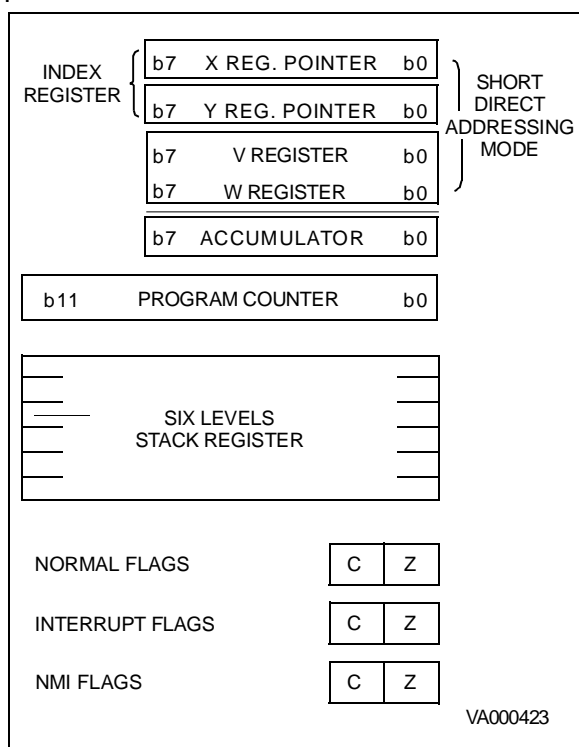 b7 X REG. POINTER b0
INDEX
REGISTER
b7 Y REG. POINTER b0
SHORT
DIRECT
ADDRESSING
MODE
b7 V REGISTER b0
b7 W REGISTER b0
b7 ACCUMULATOR b0
b11 PROGRAM COUNTER b0
SIX LEVELS
STACK REGISTER
NORMAL FLAGS C Z
INTERRUPT FLAGS C Z
NMI FLAGS C Z
VA000423